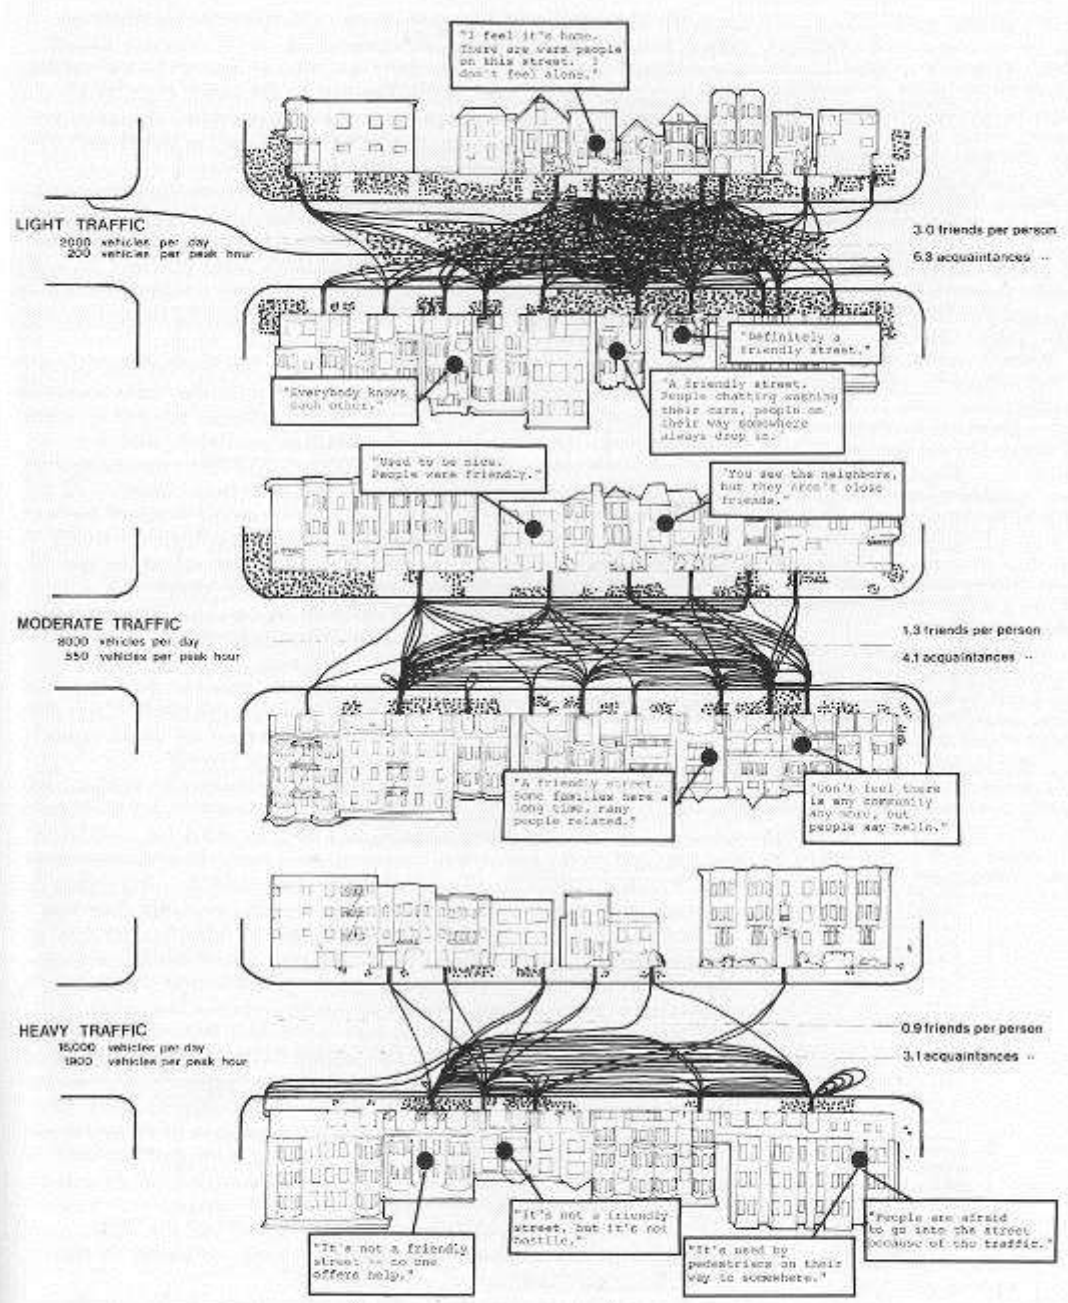 "I feel it's home.
There are warm people
on this street. I
don't feel alone."
LIGHT TRAFFIC
2000 vehicles per day
200 vehicles per peak hour
3.0 friends per person
6.3 acquaintances
"Definitely a
friendly street."
"Everybody knows
each other."
"A friendly street.
People chatting washing
their cars, people on
their way somewhere
always drop in."
"Used to be nice.
People were friendly."
"You see the neighbors,
but they aren't close
friends."
MODERATE TRAFFIC
8000 vehicles per day
550 vehicles per peak hour
1.3 friends per person
4.1 acquaintances
"A friendly street.
families here a
long time, many
people related."
"Don't feel there
is any community
any more, but
people say hello."
HEAVY TRAFFIC
16,000 vehicles per day
1900 vehicles per peak hour
0.9 friends per person
3.1 acquaintances
"It's not a friendly
street -- no one
offers help."
"It's not a friendly
street, but it's not
hostile."
"It's used by
pedestrians on their
way to somewhere."
"People are afraid
to go into the street
because of the traffic."